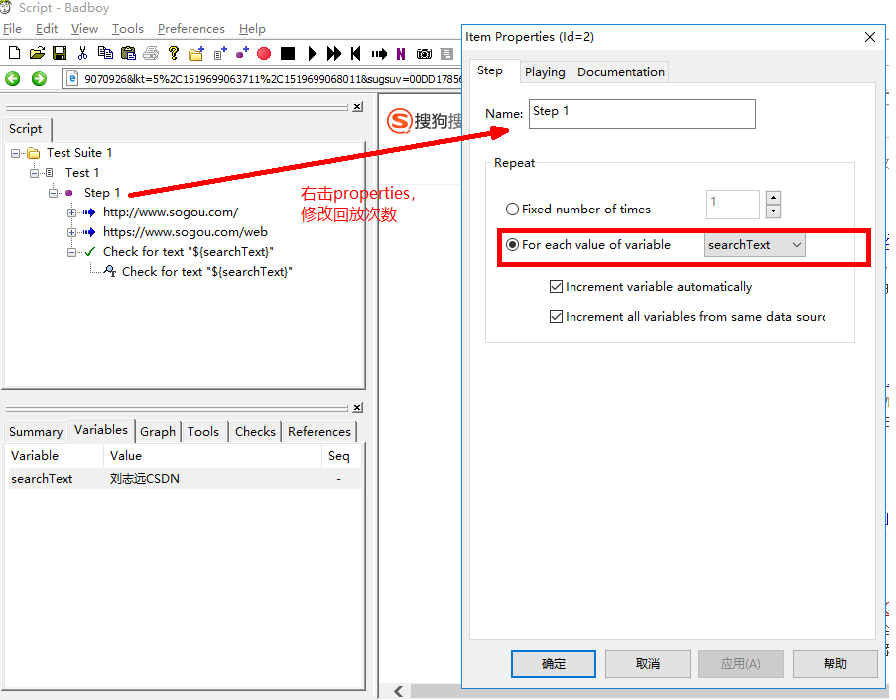 Script - Badboy
File Edit View Tools Preferences Help
9070926&lkt=5%2C1519699063711%2C1519699068011&sugsuv=00DD1785
Script
Test Suite 1
Test 1
Step 1
http://www.sogou.com/
https://www.sogou.com/web
Check for text "${searchText}"
Check for text "${searchText}"
搜狗搜
右击properties,
修改回放次数
Summary Variables Graph Tools Checks References
Variable Value Seq
searchText 刘志远CSDN -
Item Properties (Id=2)
Step Playing Documentation
Name: Step 1
Repeat
Fixed number of times 1
For each value of variable searchText
Increment variable automatically
Increment all variables from same data sourc
确定 取消 应用(A) 帮助